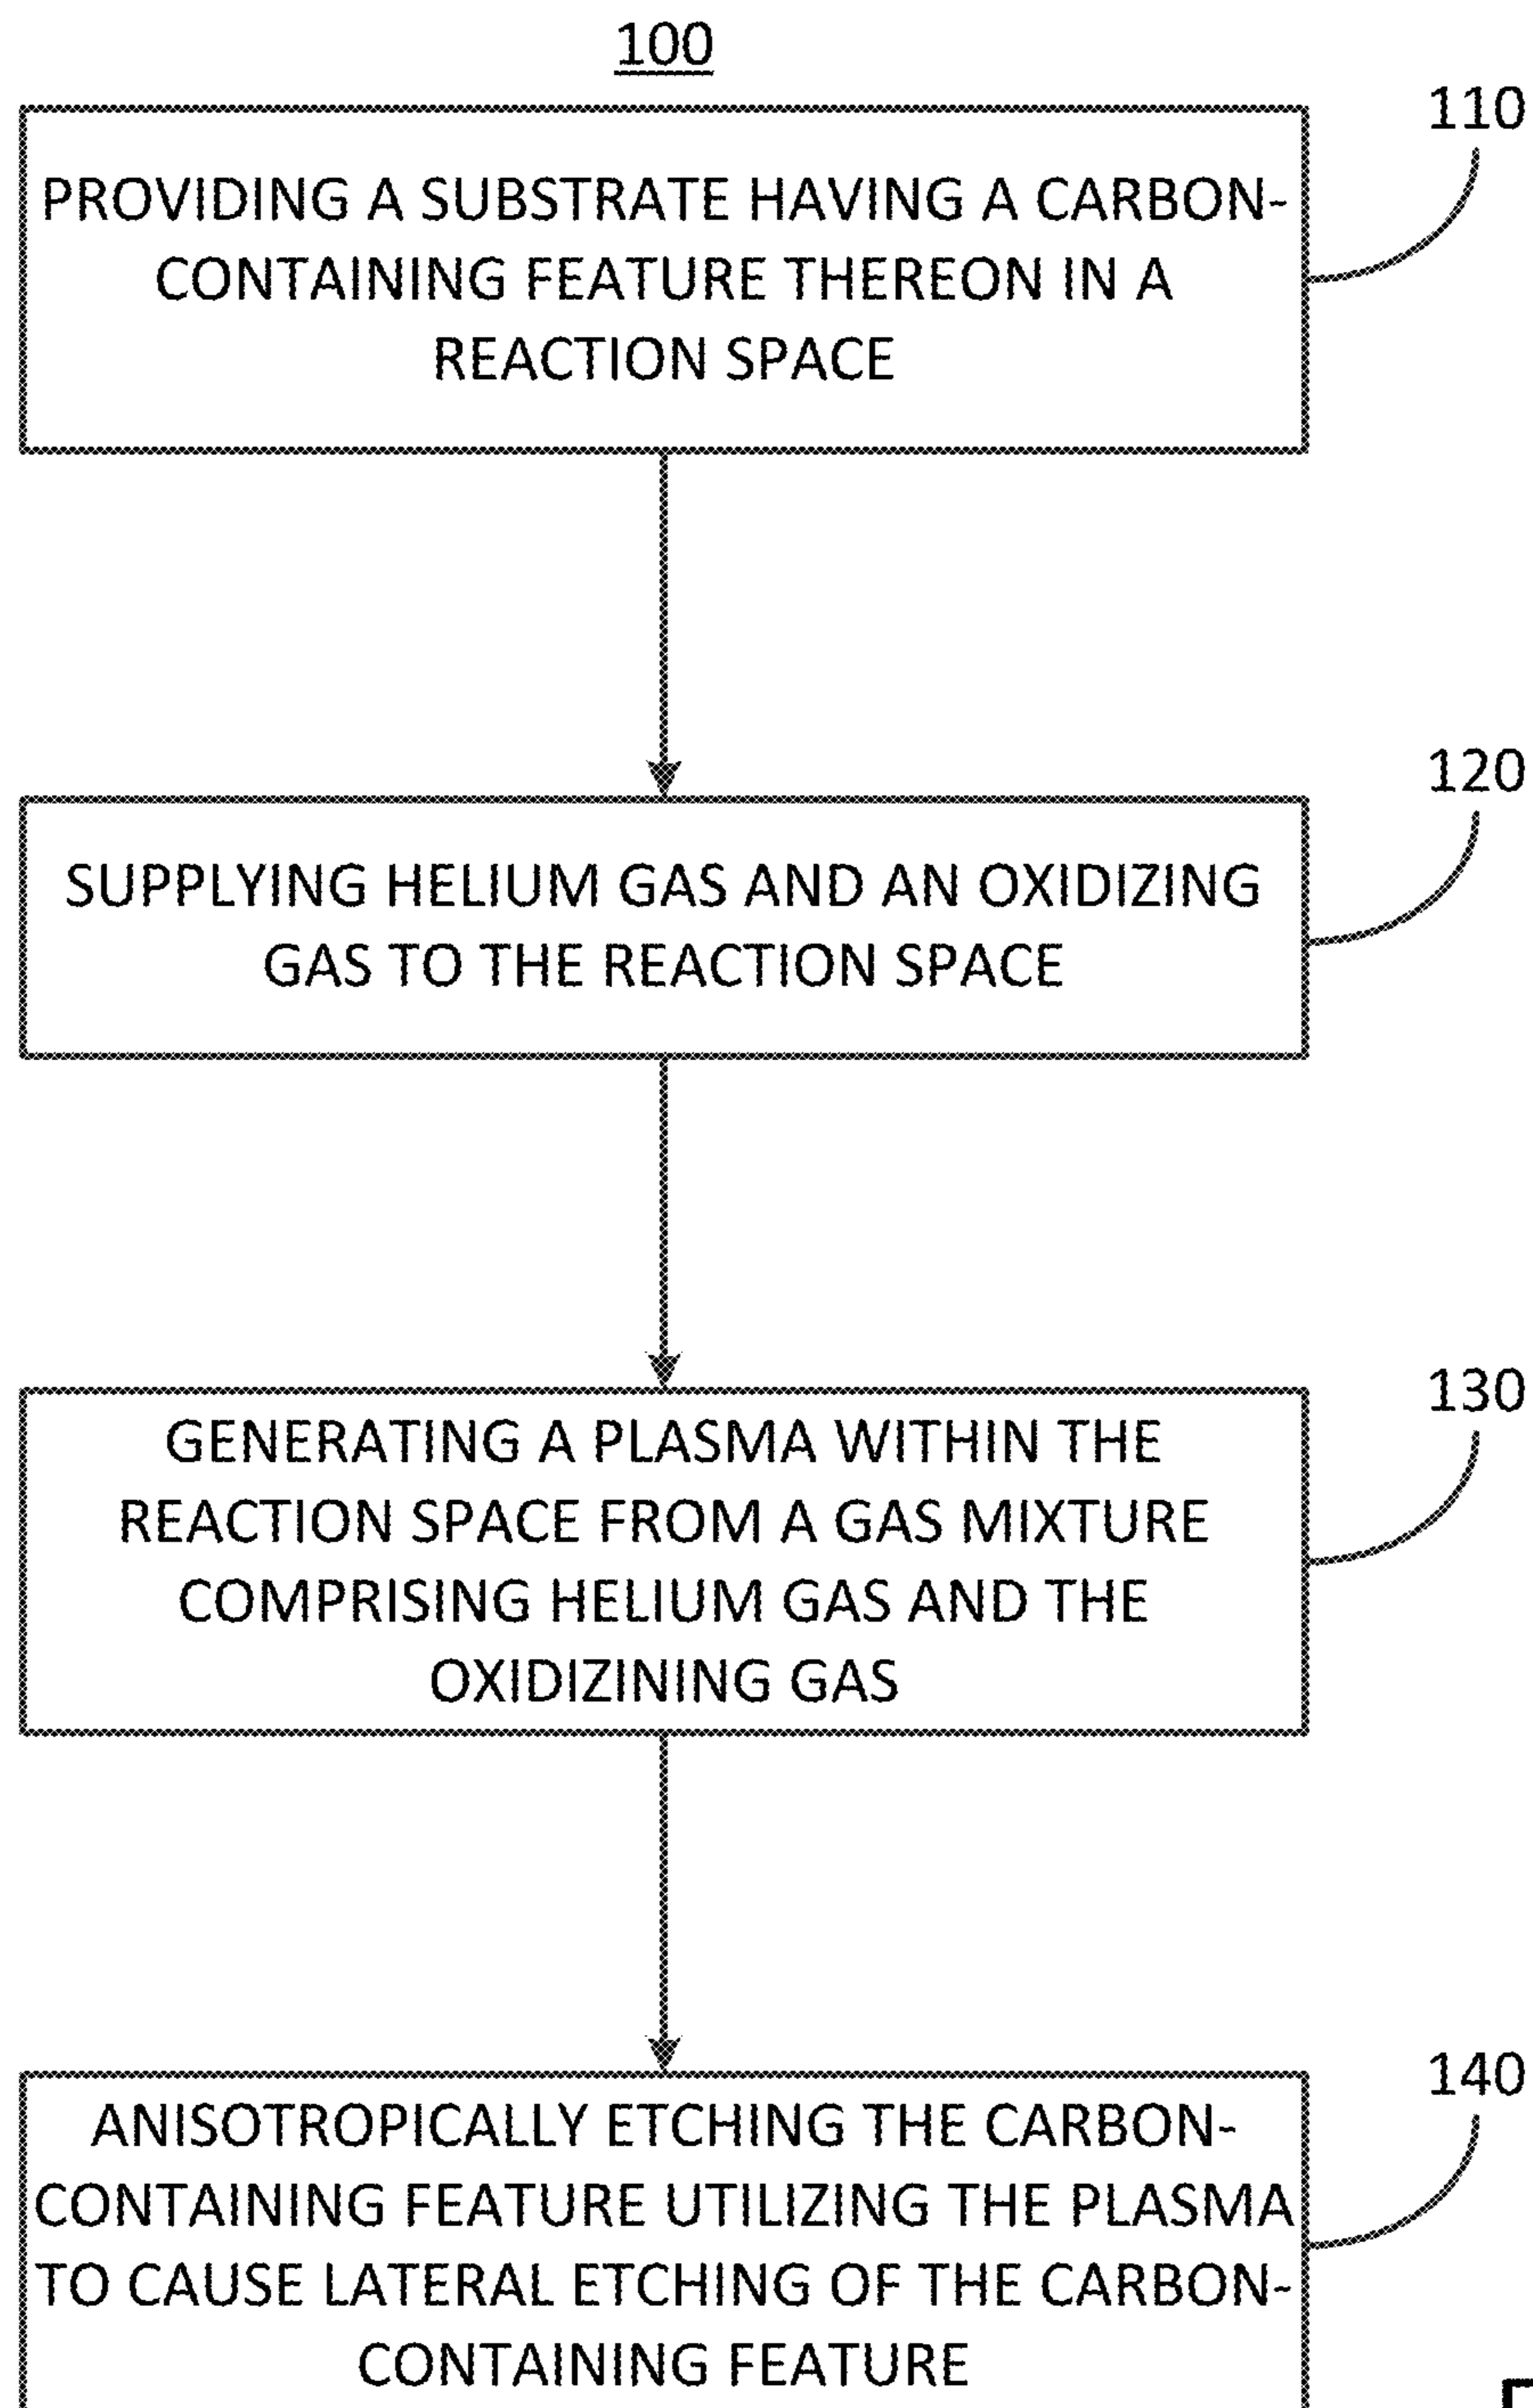 100
110
PROVIDING A SUBSTRATE HAVING A CARBON-
CONTAINING FEATURE THEREON IN A
REACTION SPACE
120
SUPPLYING HELIUM GAS AND AN OXIDIZING
GAS TO THE REACTION SPACE
130
GENERATING A PLASMA WITHIN THE
REACTION SPACE FROM A GAS MIXTURE
COMPRISING HELIUM GAS AND THE
OXIDIZINING GAS
140
ANISOTROPICALLY ETCHING THE CARBON-
CONTAINING FEATURE UTILIZING THE PLASMA
TO CAUSE LATERAL ETCHING OF THE CARBON-
CONTAINING FEATURE